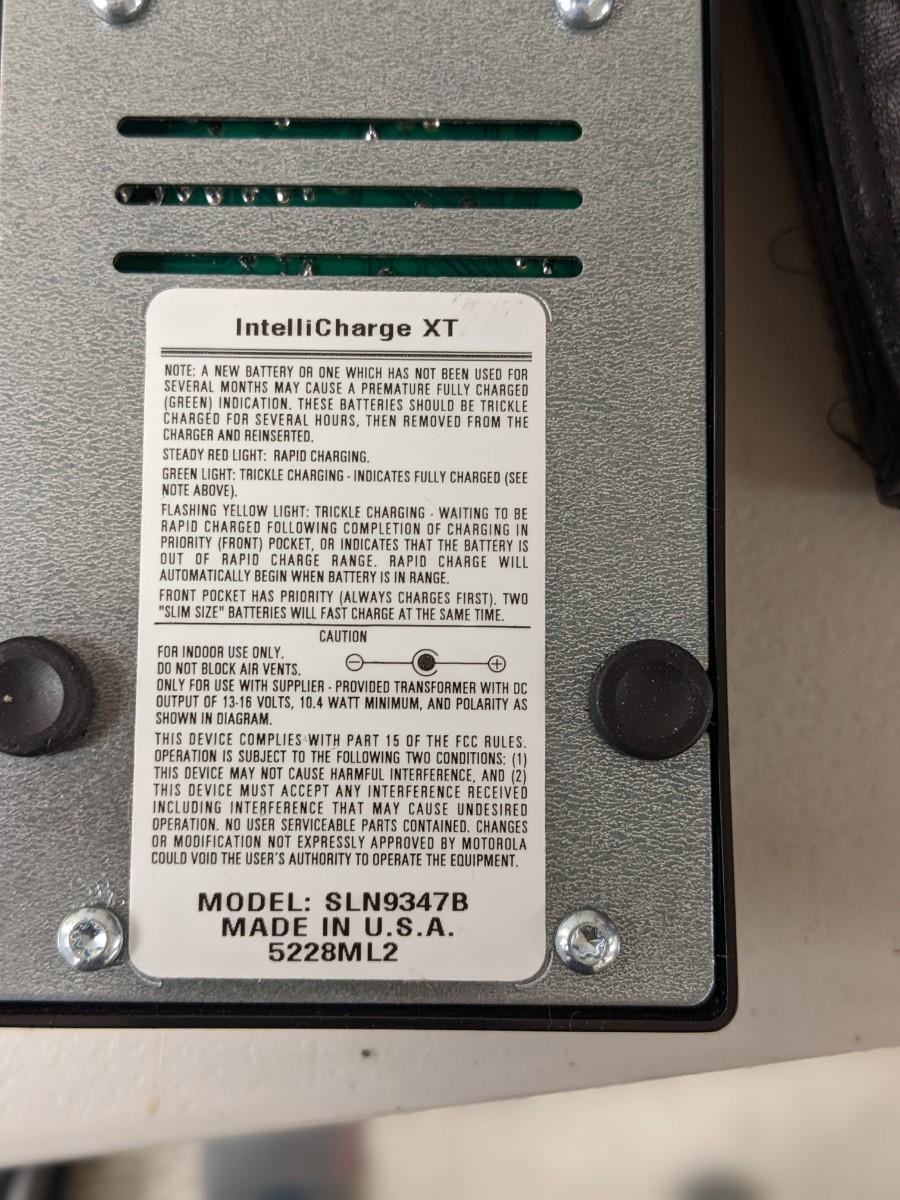 IntelliCharge XT
NOTE: A NEW BATTERY OR ONE WHICH HAS NOT BEEN USED FOR
SEVERAL MONTHS MAY CAUSE A PREMATURE FULLY CHARGED
(GREEN) INDICATION. THESE BATTERIES SHOULD BE TRICKLE
CHARGED FOR SEVERAL HOURS, THEN REMOVED FROM THE
CHARGER AND REINSERTED.
STEADY RED LIGHT: RAPID CHARGING.
GREEN LIGHT: TRICKLE CHARGING - INDICATES FULLY CHARGED (SEE
NOTE ABOVE).
FLASHING YELLOW LIGHT: TRICKLE CHARGING - WAITING TO BE
RAPID CHARGED FOLLOWING COMPLETION OF CHARGING IN
PRIORITY (FRONT) POCKET, OR INDICATES THAT THE BATTERY IS
OUT OF RAPID CHARGE RANGE. RAPID CHARGE WILL
AUTOMATICALLY BEGIN WHEN BATTERY IS IN RANGE.
FRONT POCKET HAS PRIORITY (ALWAYS CHARGES FIRST). TWO
"SLIM SIZE" BATTERIES WILL FAST CHARGE AT THE SAME TIME.
CAUTION
FOR INDOOR USE ONLY.
DO NOT BLOCK AIR VENTS.
ONLY FOR USE WITH SUPPLIER - PROVIDED TRANSFORMER WITH DC
OUTPUT OF 13-16 VOLTS, 10.4 WATT MINIMUM, AND POLARITY AS
SHOWN IN DIAGRAM.
THIS DEVICE COMPLIES WITH PART 15 OF THE FCC RULES.
OPERATION IS SUBJECT TO THE FOLLOWING TWO CONDITIONS: (1)
THIS DEVICE MAY NOT CAUSE HARMFUL INTERFERENCE, AND (2)
THIS DEVICE MUST ACCEPT ANY INTERFERENCE RECEIVED
INCLUDING INTERFERENCE THAT MAY CAUSE UNDESIRED
OPERATION. NO USER SERVICEABLE PARTS CONTAINED. CHANGES
OR MODIFICATION NOT EXPRESSLY APPROVED BY MOTOROLA
COULD VOID THE USER'S AUTHORITY TO OPERATE THE EQUIPMENT.
MODEL: SLN9347B
MADE IN U.S.A.
5228ML2